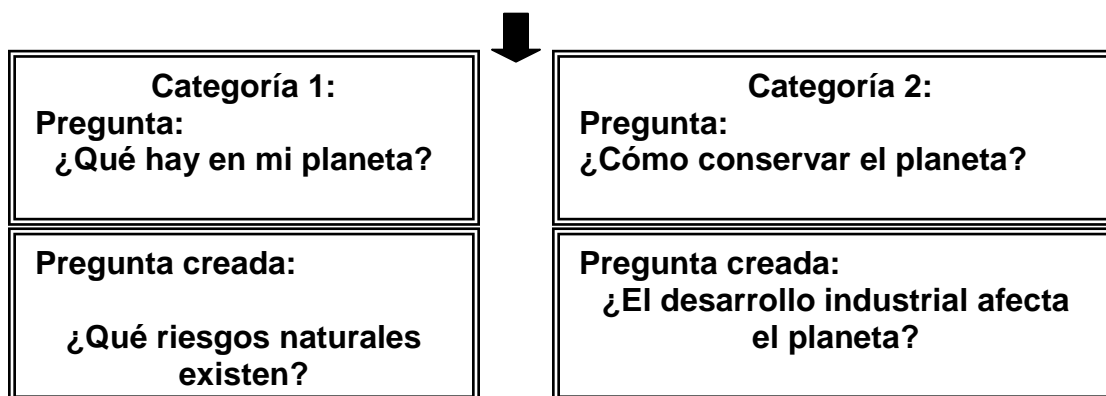 Categoría 1:
Pregunta:
¿Qué hay en mi planeta?
Categoría 2:
Pregunta:
¿Cómo conservar el planeta?
Pregunta creada:
¿Qué riesgos naturales
existen?
Pregunta creada:
¿El desarrollo industrial afecta
el planeta?